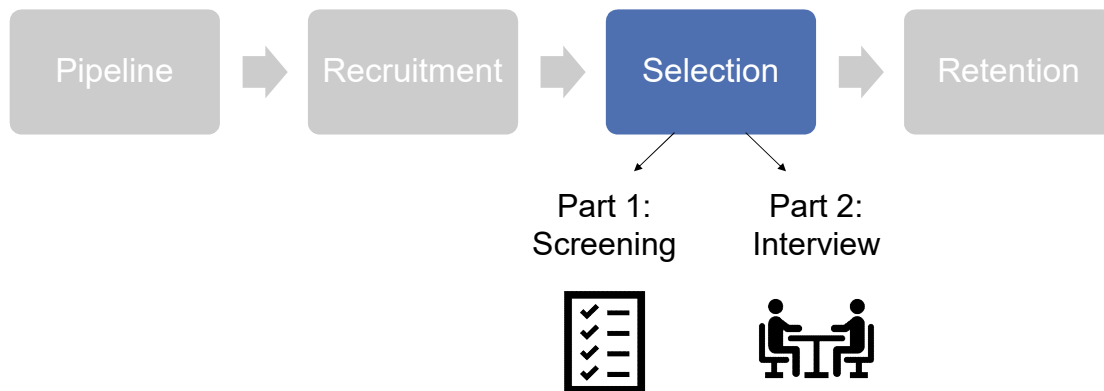 Pipeline
Recruitment
Selection
Retention
Part 1:
Screening
Part 2:
Interview